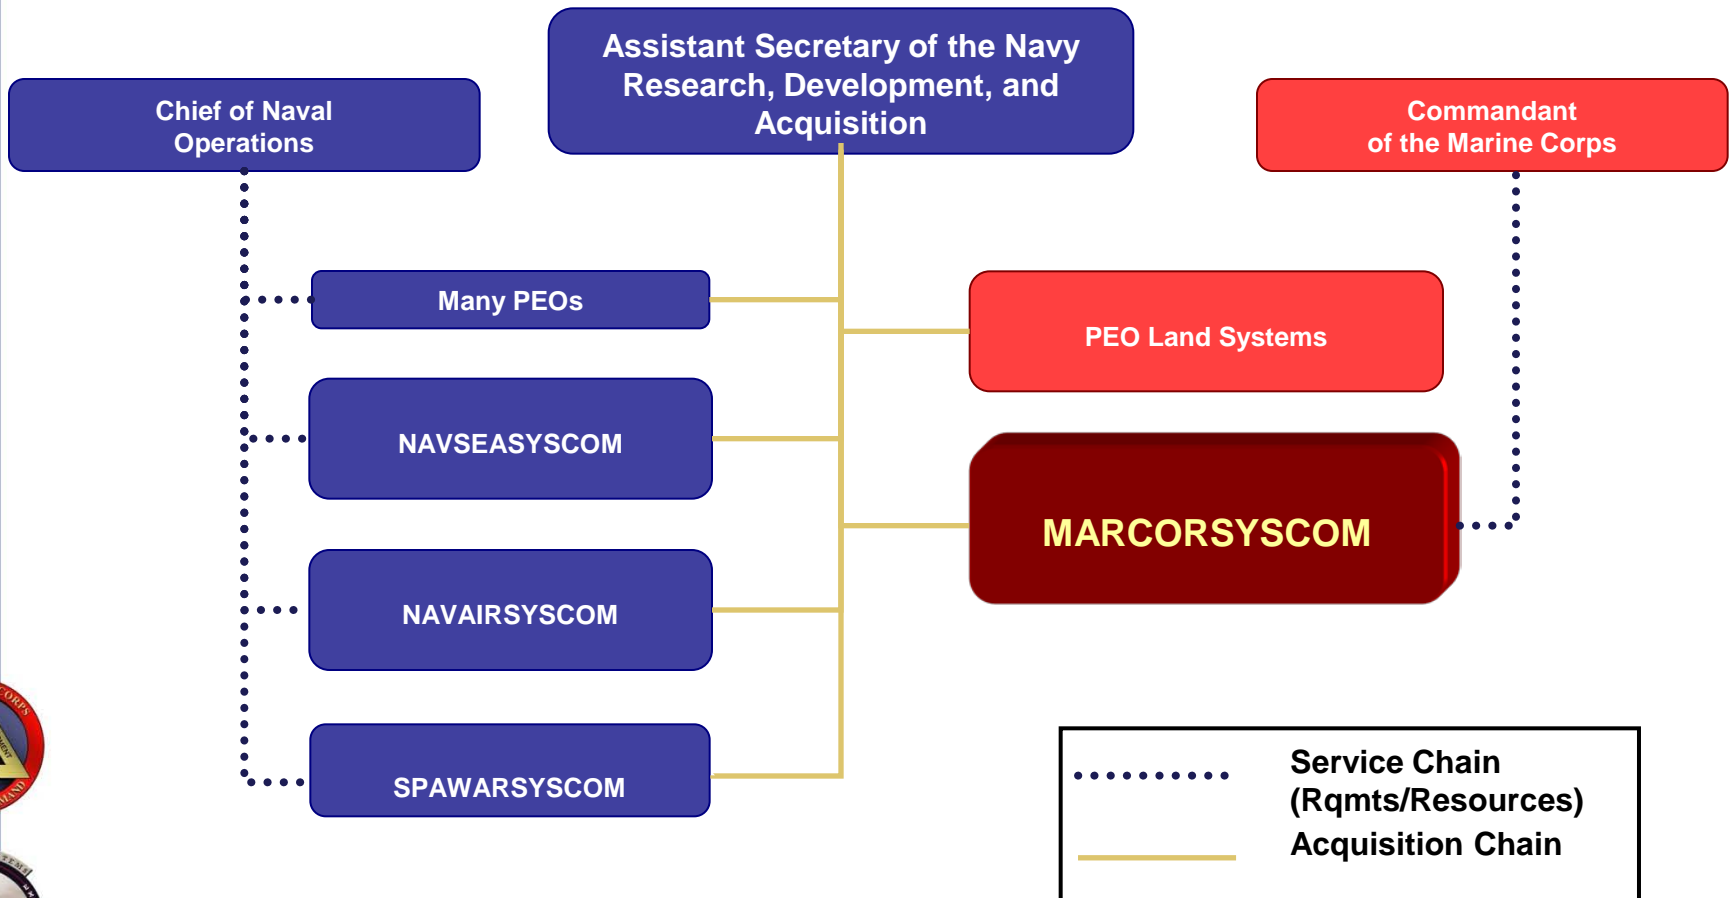 Assistant Secretary of the Navy
Research, Development, and
Acquisition
Chief of Naval
Operations
Commandant
of the Marine Corps
Many PEOs
PEO Land Systems
NAVSEASYSCOM
MARCORSYSCOM
NAVAIRSYSCOM
SPAWARSYSCOM
Service Chain
(Rqmts/Resources)
Acquisition Chain
CORPS